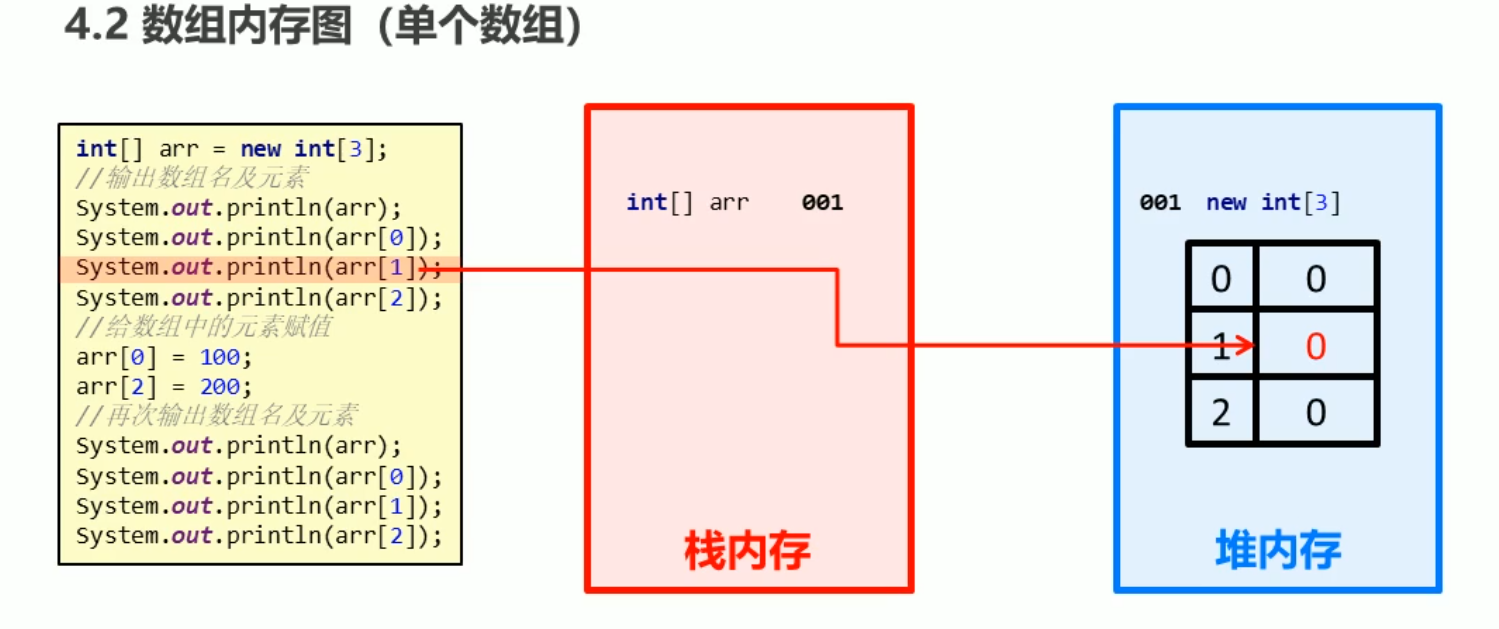 4.2 数组内存图（单个数组）
int[] arr = new int[3];
//输出数组名及元素
System.out.println(arr);
System.out.println(arr[0]);
System.out.println(arr[1]);
System.out.println(arr[2]);
//给数组中的元素赋值
arr[0] = 100;
arr[2] = 200;
//再次输出数组名及元素
System.out.println(arr);
System.out.println(arr[0]);
System.out.println(arr[1]);
System.out.println(arr[2]);
int[] arr 001
栈内存
001 new int[3]
0 0
1 0
2 0
堆内存